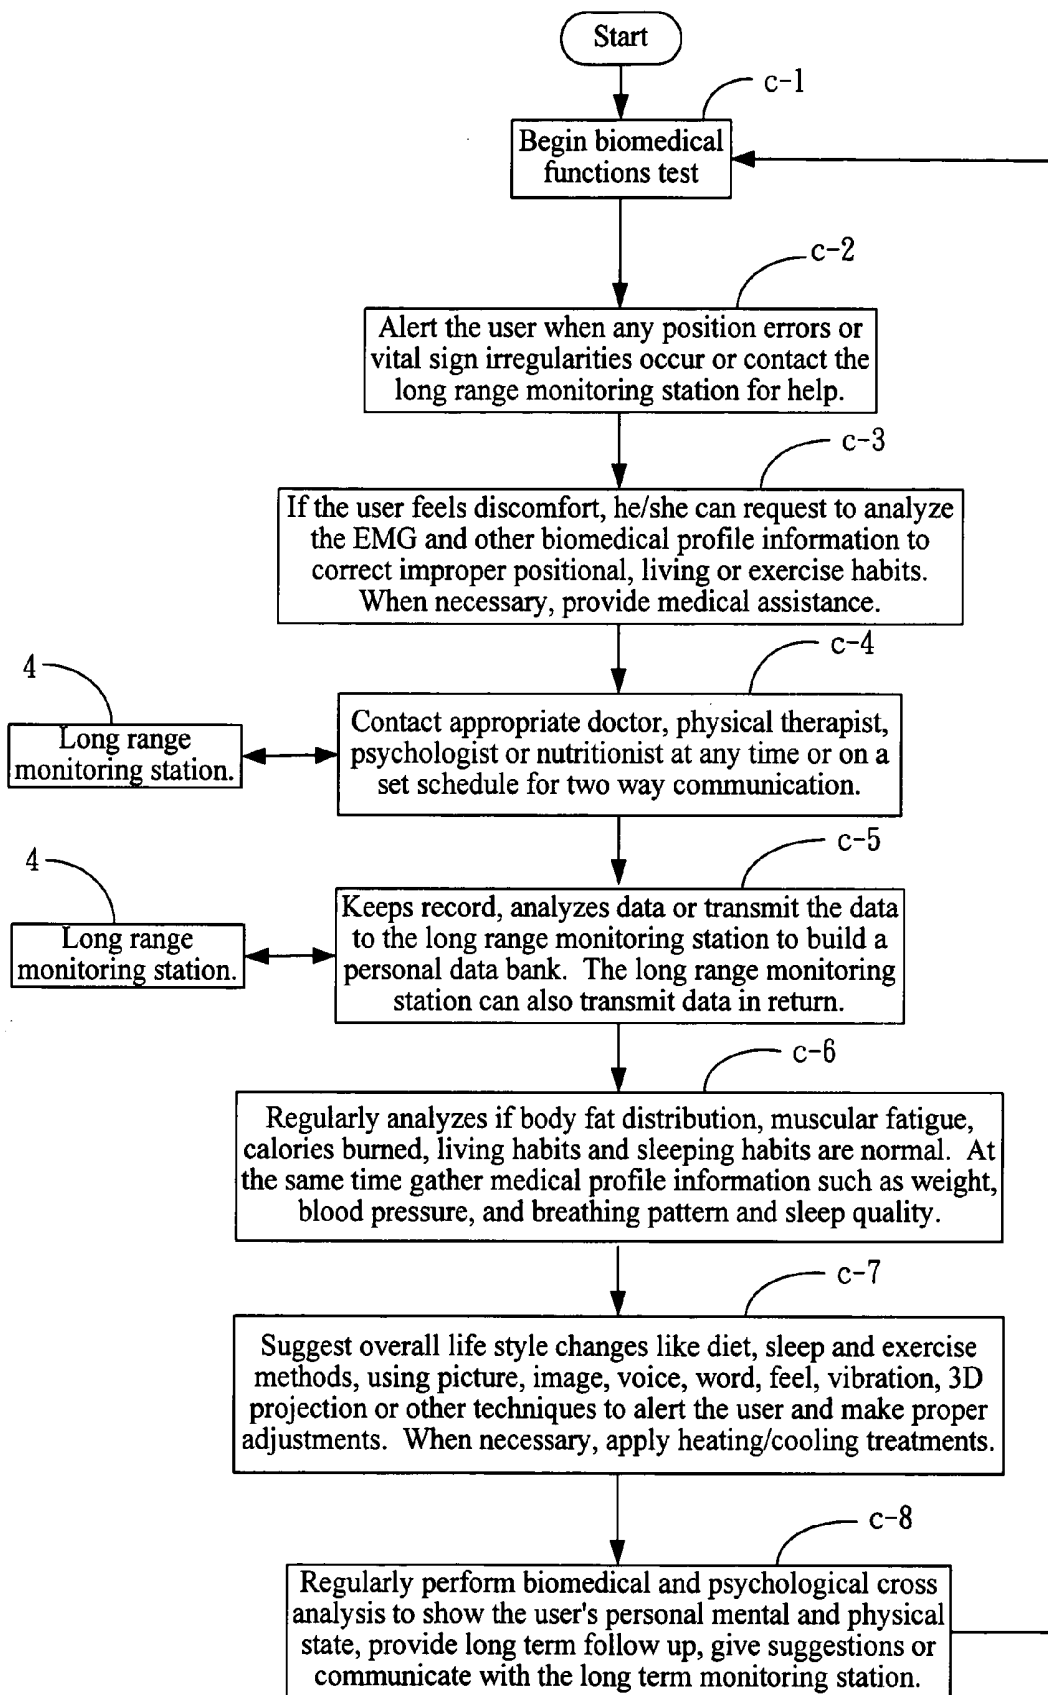 Start
c-1
Begin biomedical
functions test
c-2
Alert the user when any position errors or
vital sign irregularities occur or contact the
long range monitoring station for help.
c-3
If the user feels discomfort, he/she can request to analyze
the EMG and other biomedical profile information to
correct improper positional, living or exercise habits.
When necessary, provide medical assistance.
c-4
4
Long range
monitoring station.
Contact appropriate doctor, physical therapist,
psychologist or nutritionist at any time or on a
set schedule for two way communication.
c-5
4
Long range
monitoring station.
Keeps record, analyzes data or transmit the data
to the long range monitoring station to build a
personal data bank. The long range monitoring
station can also transmit data in return.
c-6
Regularly analyzes if body fat distribution, muscular fatigue,
calories burned, living habits and sleeping habits are normal. At
the same time gather medical profile information such as weight,
blood pressure, and breathing pattern and sleep quality.
c-7
Suggest overall life style changes like diet, sleep and exercise
methods, using picture, image, voice, word, feel, vibration, 3D
projection or other techniques to alert the user and make proper
adjustments. When necessary, apply heating/cooling treatments.
c-8
Regularly perform biomedical and psychological cross
analysis to show the user's personal mental and physical
state, provide long term follow up, give suggestions or
communicate with the long term monitoring station.